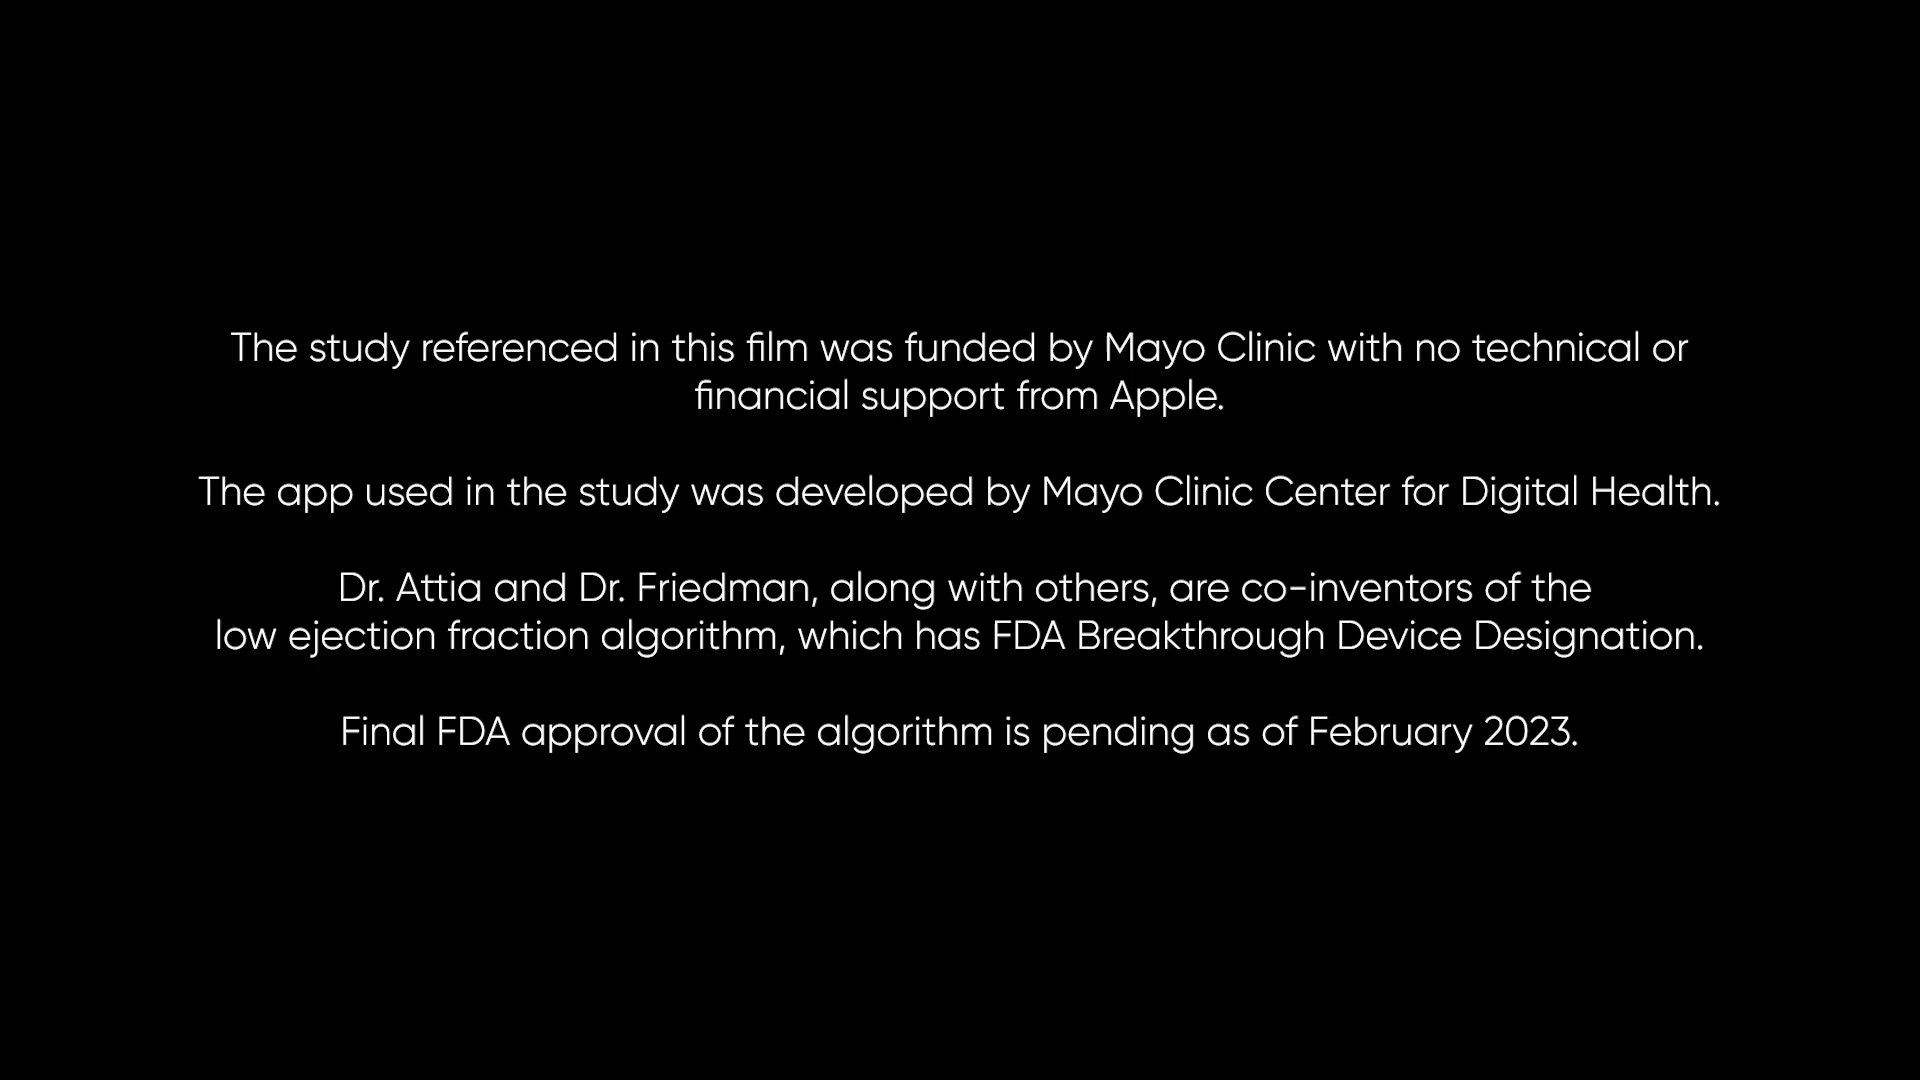 The study referenced in this film was funded by Mayo Clinic with no technical or
financial support from Apple.
The app used in the study was developed by Mayo Clinic Center for Digital Health.
Dr. Attia and Dr. Friedman, along with others, are co-inventors of the
low ejection fraction algorithm, which has FDA Breakthrough Device Designation.
Final FDA approval of the algorithm is pending as of February 2023.